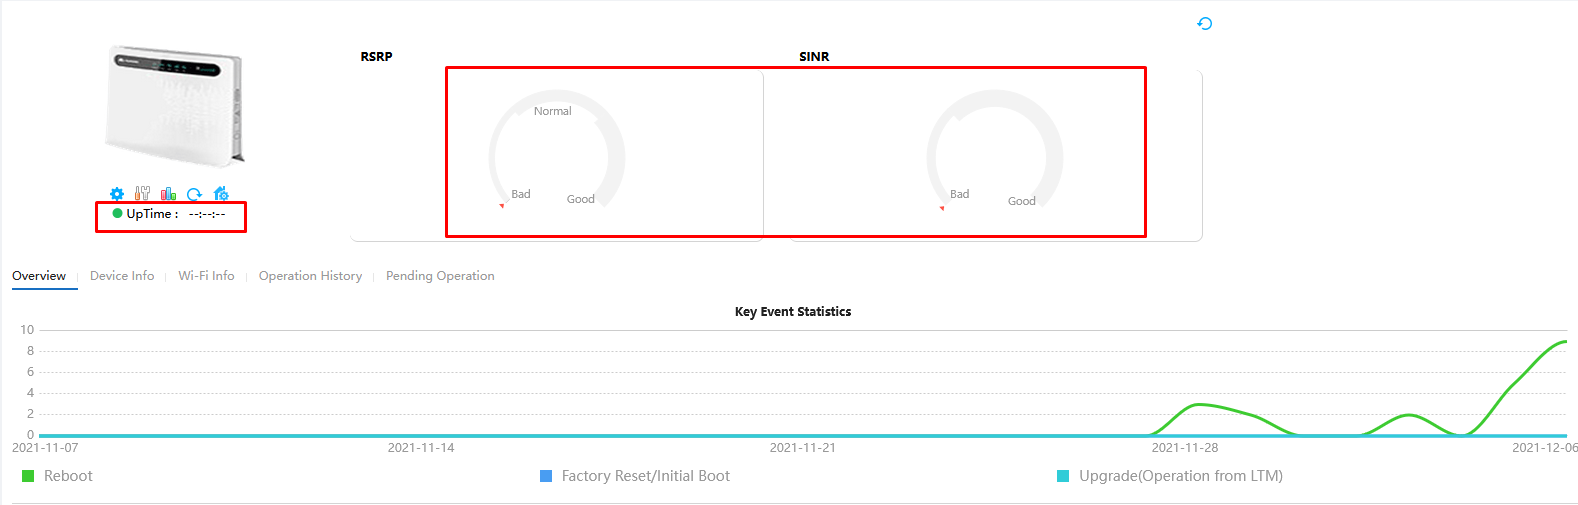 RSRP
SINR
Normal
Bad
Good
Bad
Good
UpTime : --:--:--
Overview
Device Info
Wi-Fi Info
Operation History
Pending Operation
Key Event Statistics
10
8
6
4
2
0
2021-11-07
2021-11-14
2021-11-21
2021-11-28
2021-12-06
Reboot
Factory Reset/Initial Boot
Upgrade(Operation from LTM)